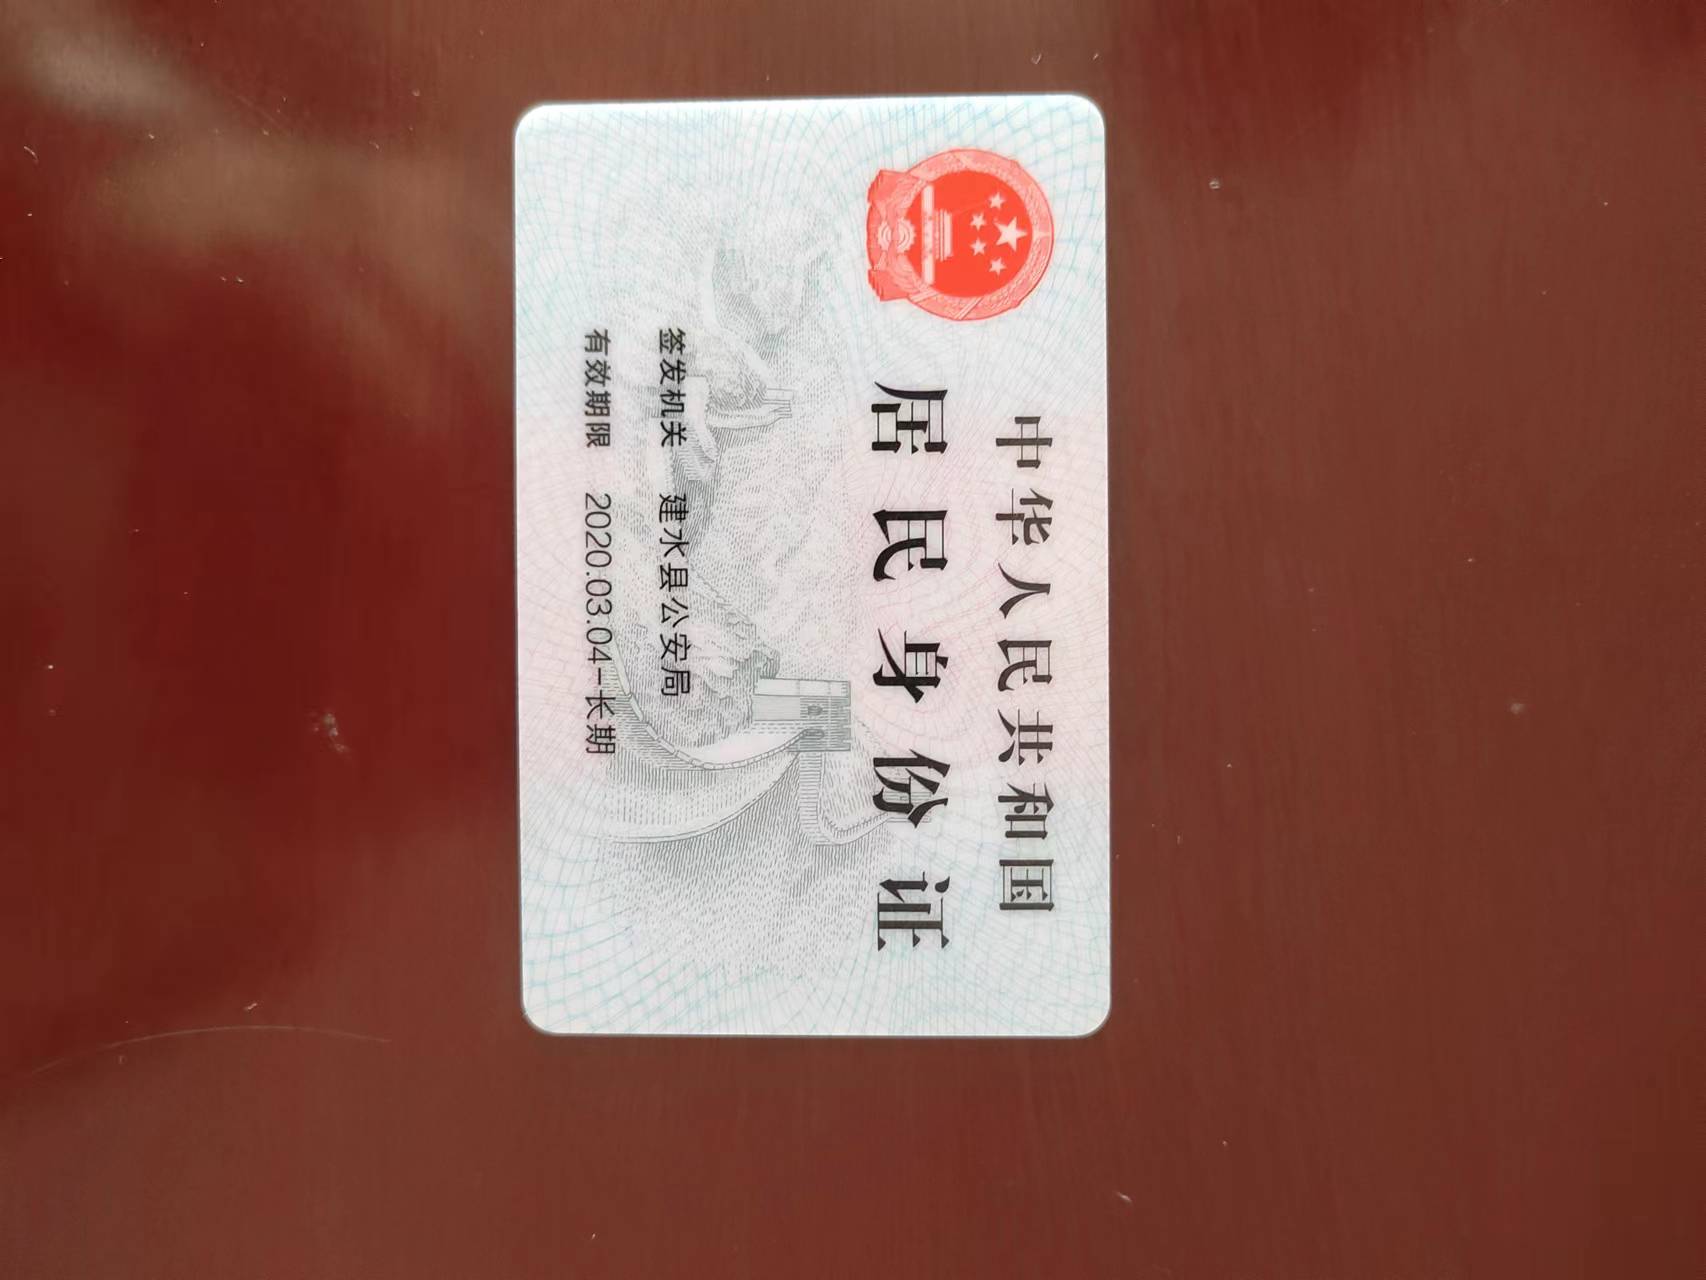 中华人民共和国
居民身份证
签发机关 建水县公安局
有效期限 2020.03.04-长期